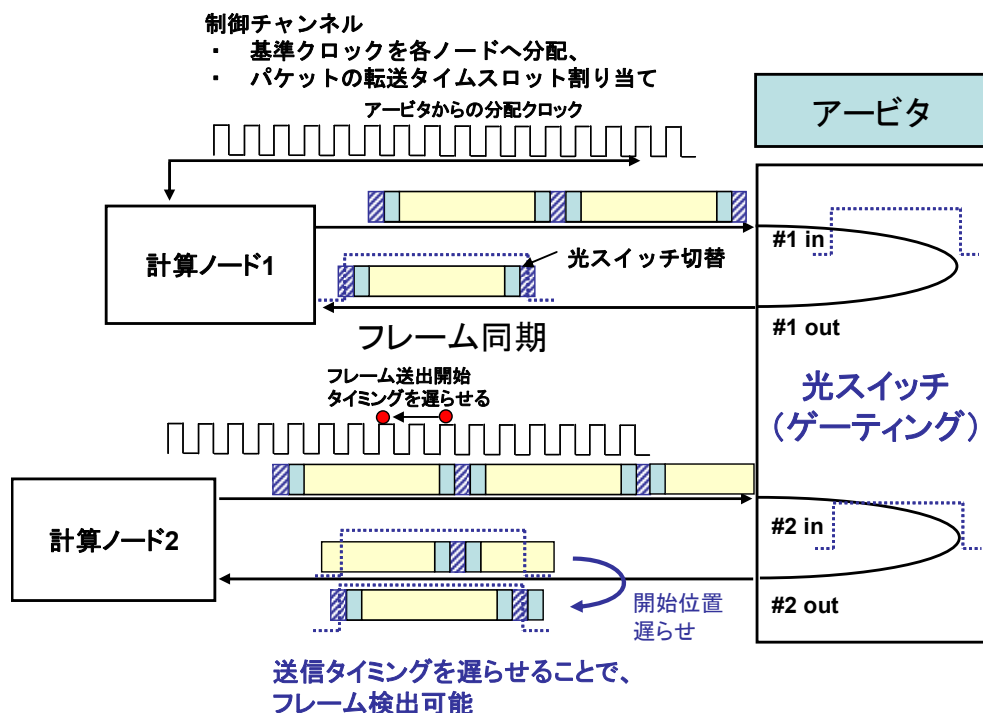 制御チャンネル
・ 基準クロックを各ノードへ分配、
・ パケットの転送タイムスロット割り当て
アービタからの分配クロック
アービタ
計算ノード1
#1 in
光スイッチ切替
#1 out
フレーム同期
フレーム送出開始
タイミングを遅らせる
光スイッチ
（ゲーティング）
計算ノード2
#2 in
#2 out
開始位置
遅らせ
送信タイミングを遅らせることで、
フレーム検出可能